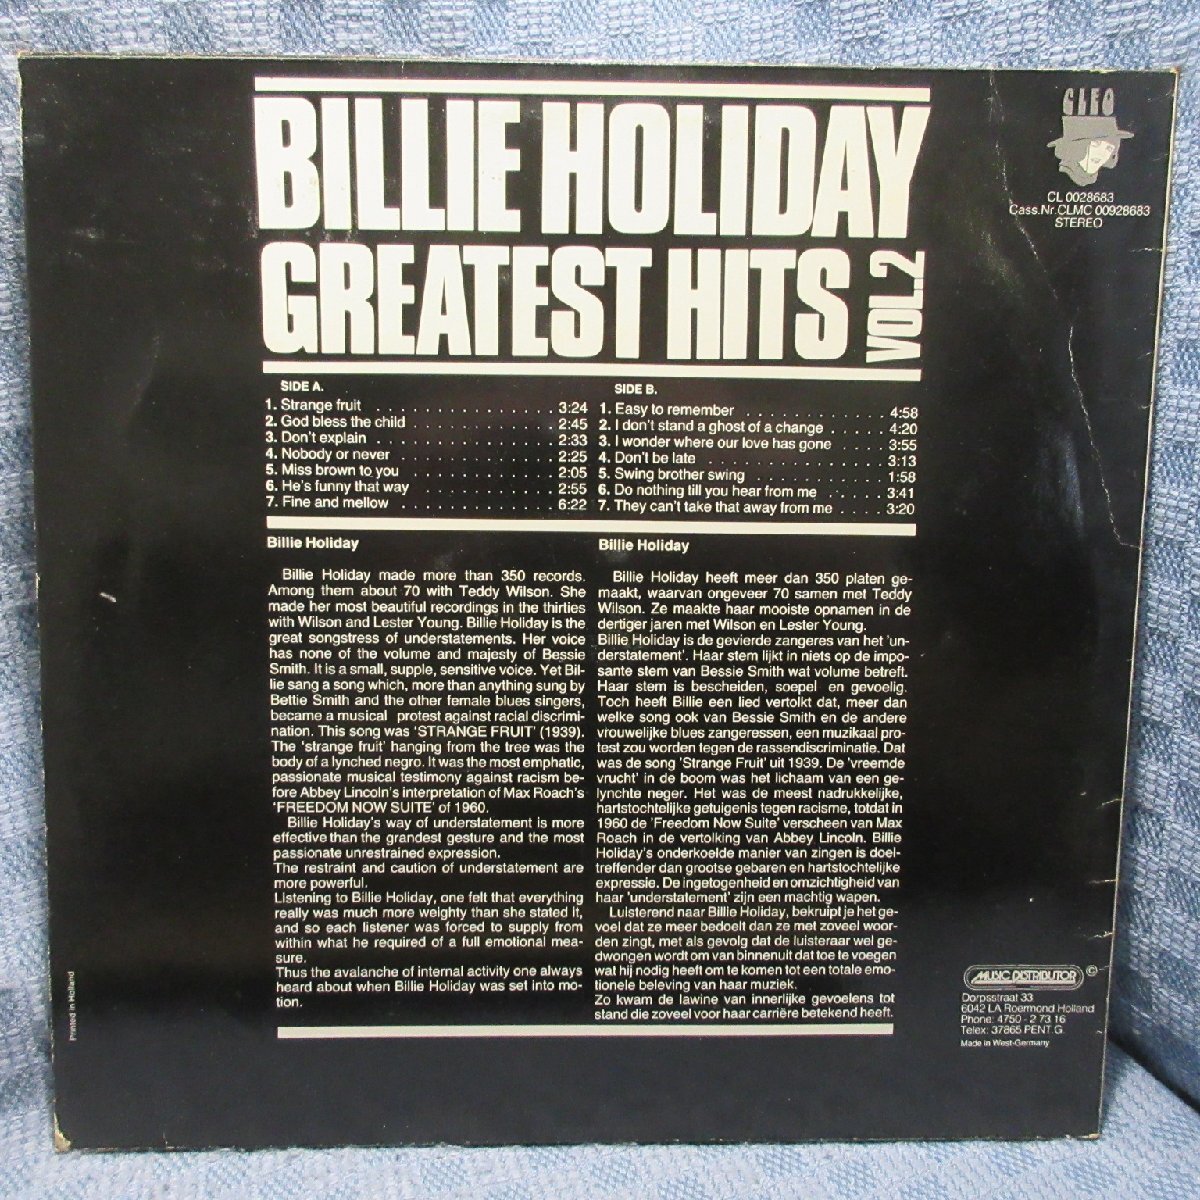 BILLIE HOLIDAY
GREATEST HITS
VOL.2
CLEO
CL 0028683
Cass.Nr.CLMC 00928683
STEREO
SIDE A.
1. Strange fruit . . . . . . . . . . . . . . . 3:24
2. God bless the child . . . . . . . . . . . 2:45
3. Don't explain . . . . . . . . . . . . . . 2:33
4. Nobody or never . . . . . . . . . . . . 2:25
5. Miss brown to you . . . . . . . . . . . 2:05
6. He's funny that way . . . . . . . . . . 2:55
7. Fine and mellow . . . . . . . . . . . . 6:22
SIDE B.
1. Easy to remember . . . . . . . . . . . 4:58
2. I don't stand a ghost of a change . . . . . 4:20
3. I wonder where our love has gone . . . . 3:55
4. Don't be late . . . . . . . . . . . . . . 3:13
5. Swing brother swing . . . . . . . . . . 1:58
6. Do nothing till you hear from me . . . . . 3:41
7. They can't take that away from me . . . . 3:20
Billie Holiday
Billie Holiday made more than 350 records.
Among them about 70 with Teddy Wilson. She
made her most beautiful recordings in the thirties
with Wilson and Lester Young. Billie Holiday is the
great songstress of understatements. Her voice
has none of the volume and majesty of Bessie
Smith. It is a small, supple, sensitive voice. Yet Bil-
lie sang a song which, more than anything sung by
Bettie Smith and the other female blues singers,
became a musical protest against racial discrimi-
nation. This song was 'STRANGE FRUIT' (1939).
The 'strange fruit' hanging from the tree was the
body of a lynched negro. It was the most emphatic,
passionate musical testimony against racism be-
fore Abbey Lincoln's interpretation of Max Roach's
'FREEDOM NOW SUITE' of 1960.
Billie Holiday's way of understatement is more
effective than the grandest gesture and the most
passionate unrestrained expression.
The restraint and caution of understatement are
more powerful.
Listening to Billie Holiday, one felt that everything
really was much more weighty than she stated it,
and so each listener was forced to supply from
within what he required of a full emotional mea-
sure.
Thus the avalanche of internal activity one always
heard about when Billie Holiday was set into mo-
tion.
Billie Holiday
Billie Holiday heeft meer dan 350 platen ge-
maakt, waarvan ongeveer 70 samen met Teddy
Wilson. Ze maakte haar mooiste opnamen in de
dertiger jaren met Wilson en Lester Young.
Billie Holiday is de gevierde zangeres van het 'un-
derstatement'. Haar stem lijkt in niets op de impo-
sante stem van Bessie Smith wat volume betreft.
Haar stem is bescheiden, soepel en gevoelig.
Toch heeft Billie een lied vertolkt dat, meer dan
welke song ook van Bessie Smith en de andere
vrouwelijke blues zangeressen, een muzikaal pro-
test zou worden tegen de rassendiscriminatie. Dat
was de song 'Strange Fruit' uit 1939. De 'vreemde
vrucht' in de boom was het lichaam van een ge-
lynchte neger. Het was de meest nadrukkelijke,
hartstochtelijke getuigenis tegen racisme, totdat in
1960 de 'Freedom Now Suite' verscheen van Max
Roach in de vertolking van Abbey Lincoln. Billie
Holiday's onderkoelde manier van zingen is doel-
treffender dan grootse gebaren en hartstochtelijke
expressie. De ingetogenheid en omzichtigheid van
haar 'understatement' zijn een machtig wapen.
Luisterend naar Billie Holiday, bekruipt je het ge-
voel dat ze meer bedoelt dan ze met zoveel woor-
den zingt, met als gevolg dat de luisteraar wel ge-
dwongen wordt om van binnenuit dat toe te voegen
wat hij nodig heeft om te komen tot een totale emo-
tionele beleving van haar muziek.
Zo kwam de lawine van innerlijke gevoelens tot
stand die zoveel voor haar carrière betekend heeft.
MUSIC DISTRIBUTOR ©
Dorpsstraat 33
6042 LA Roermond Holland
Phone: 4750 - 2 73 16
Telex: 37865 PENT.G.
Made in West-Germany
Printed in Holland